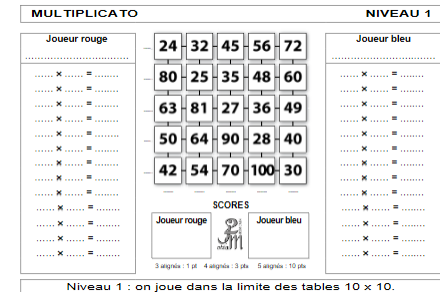 MULTIPLICATO NIVEAU 1
Joueur rouge
Joueur bleu
...... × ...... = ........
...... × ...... = ........
...... × ...... = ........
...... × ...... = ........
...... × ...... = ........
...... × ...... = ........
...... × ...... = ........
...... × ...... = ........
...... × ...... = ........
...... × ...... = ........
...... × ...... = ........
...... × ...... = ........
...... × ...... = ........
24 32 45 56 72
80 25 35 48 60
63 81 27 36 49
50 64 90 28 40
42 54 70 100 30
...... × ...... = ........
...... × ...... = ........
...... × ...... = ........
...... × ...... = ........
...... × ...... = ........
...... × ...... = ........
...... × ...... = ........
...... × ...... = ........
...... × ...... = ........
...... × ...... = ........
...... × ...... = ........
...... × ...... = ........
...... × ...... = ........
SCORES
Joueur rouge
Joueur bleu
3 alignés : 1 pt 4 alignés : 3 pts 5 alignés : 10 pts
Niveau 1 : on joue dans la limite des tables 10 x 10.